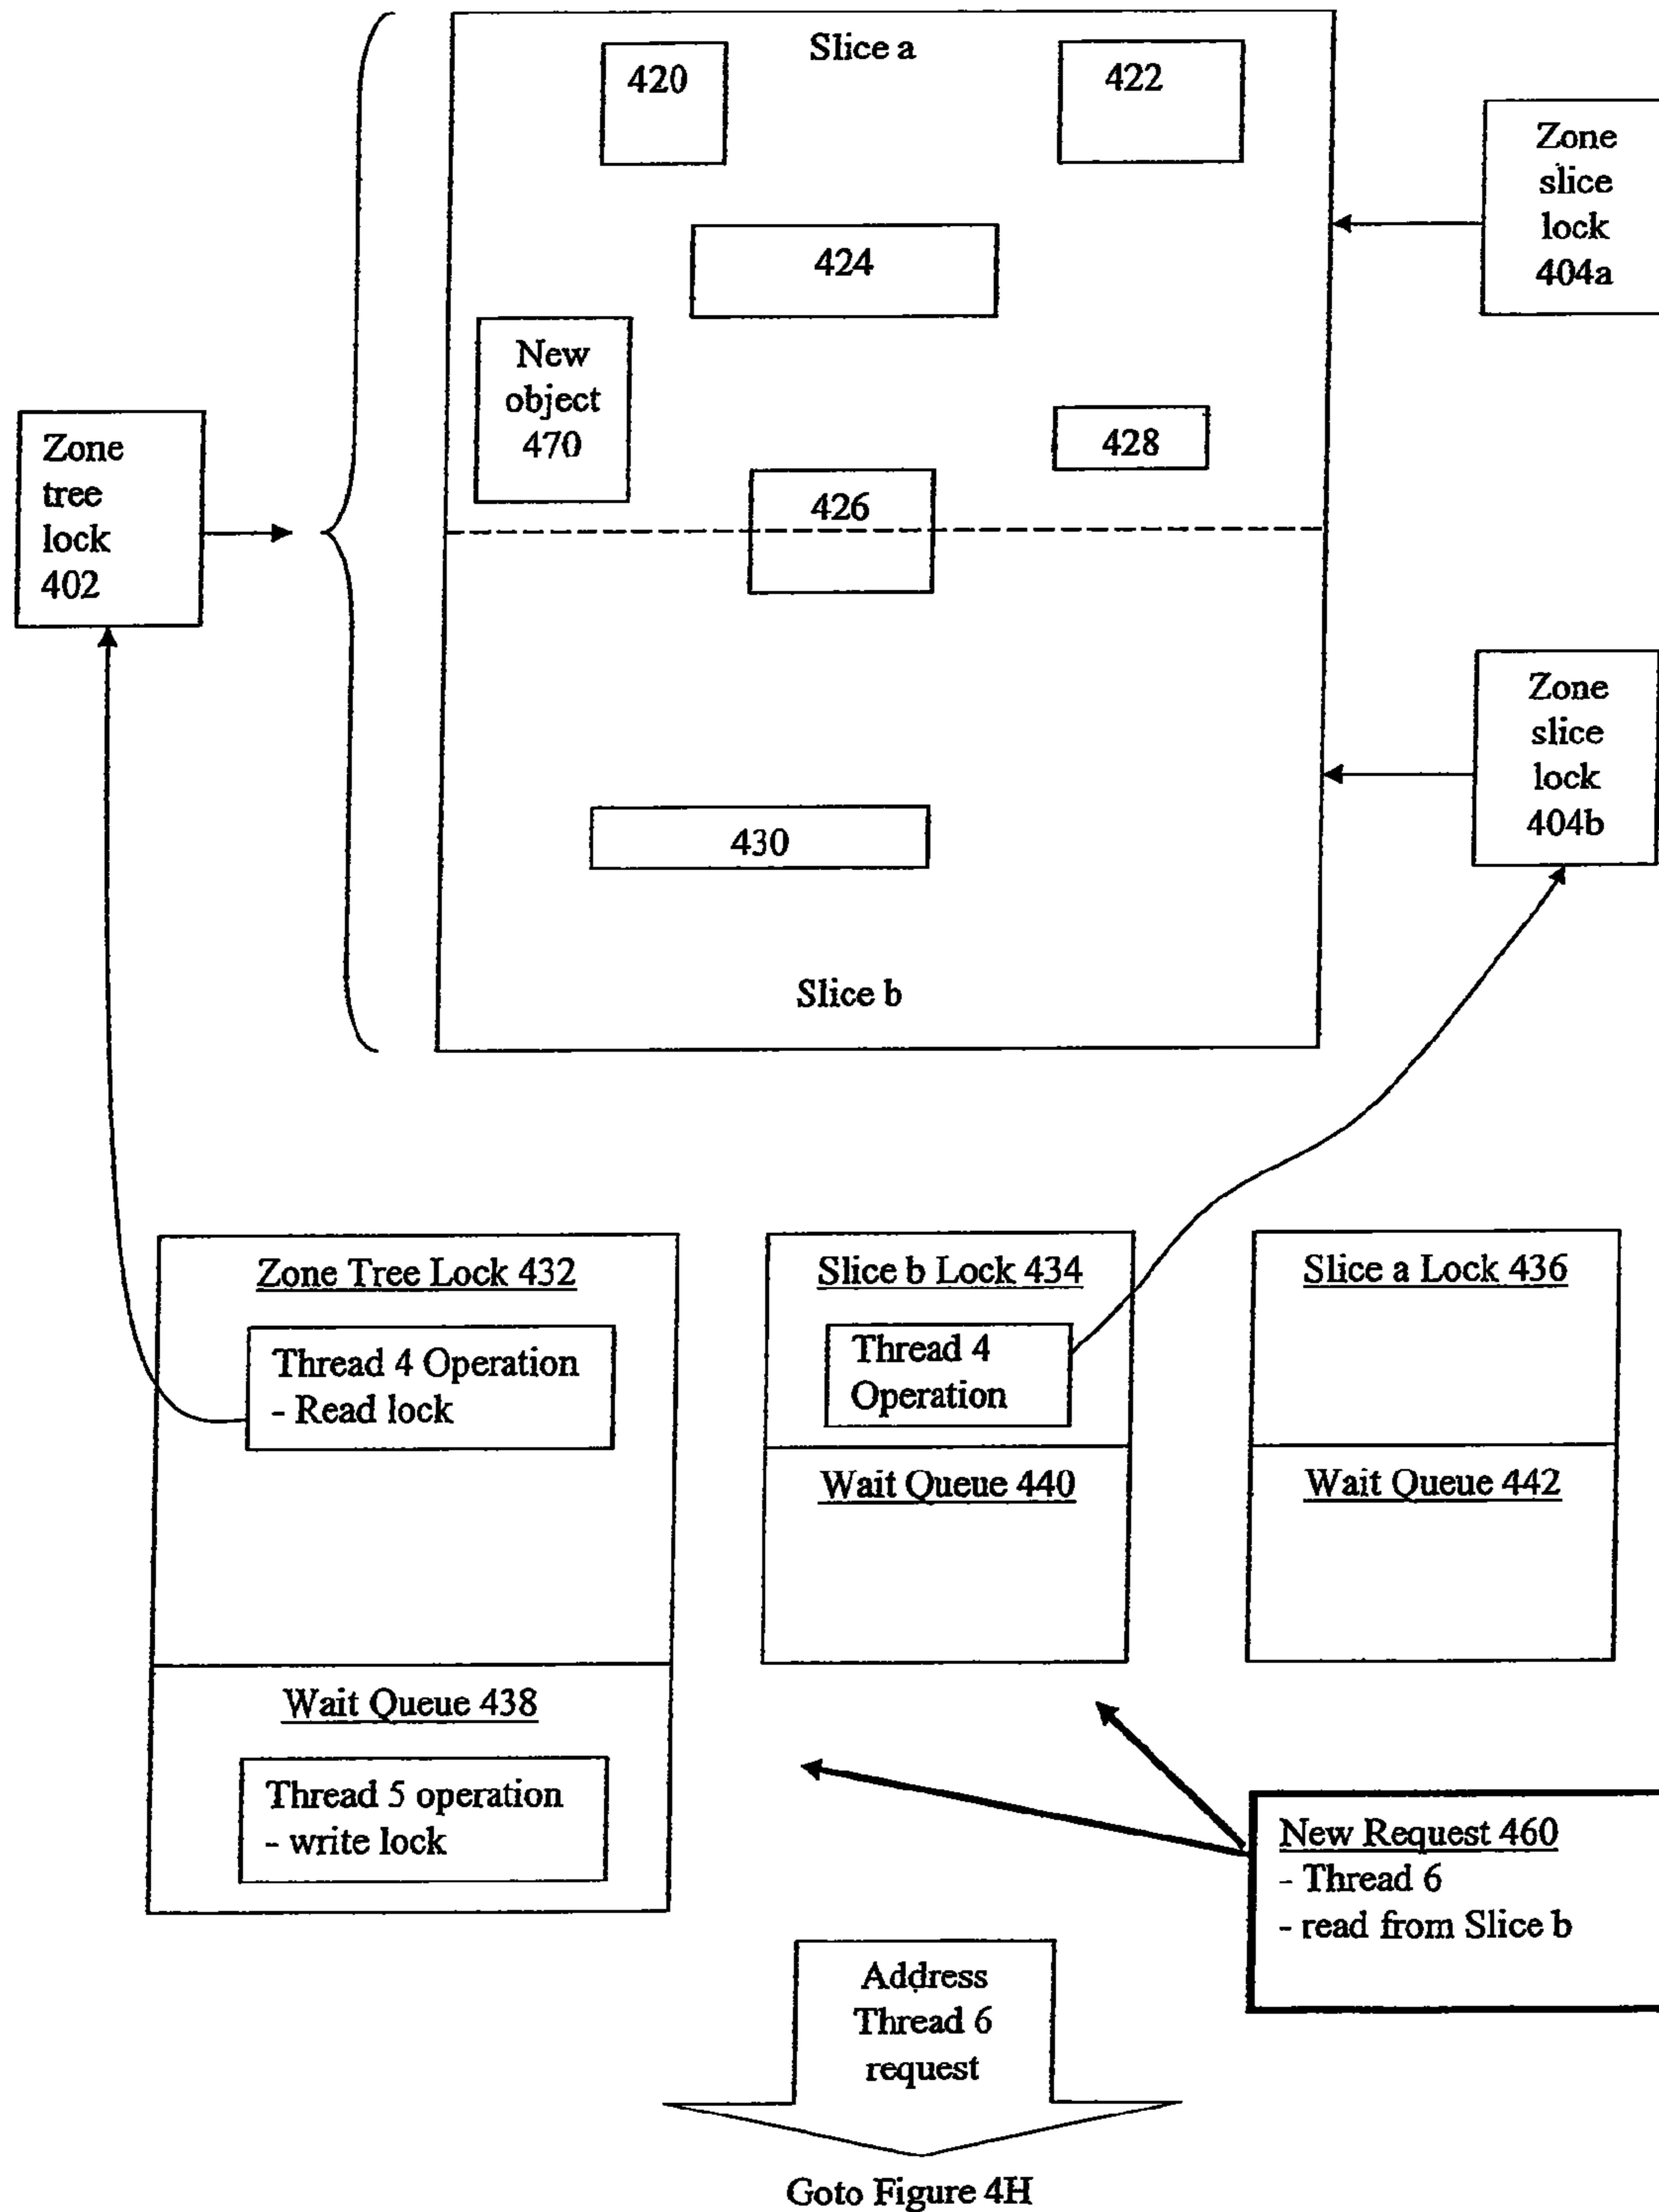 Slice a
420
422
Zone
slice
lock
404a
424
New
object
470
428
Zone
tree
lock
402
426
Zone
slice
lock
404b
430
Slice b
Zone Tree Lock 432
Thread 4 Operation
- Read lock
Wait Queue 438
Thread 5 operation
- write lock
Slice b Lock 434
Thread 4
Operation
Wait Queue 440
Slice a Lock 436
Wait Queue 442
New Request 460
- Thread 6
- read from Slice b
Address
Thread 6
request
Goto Figure 4H